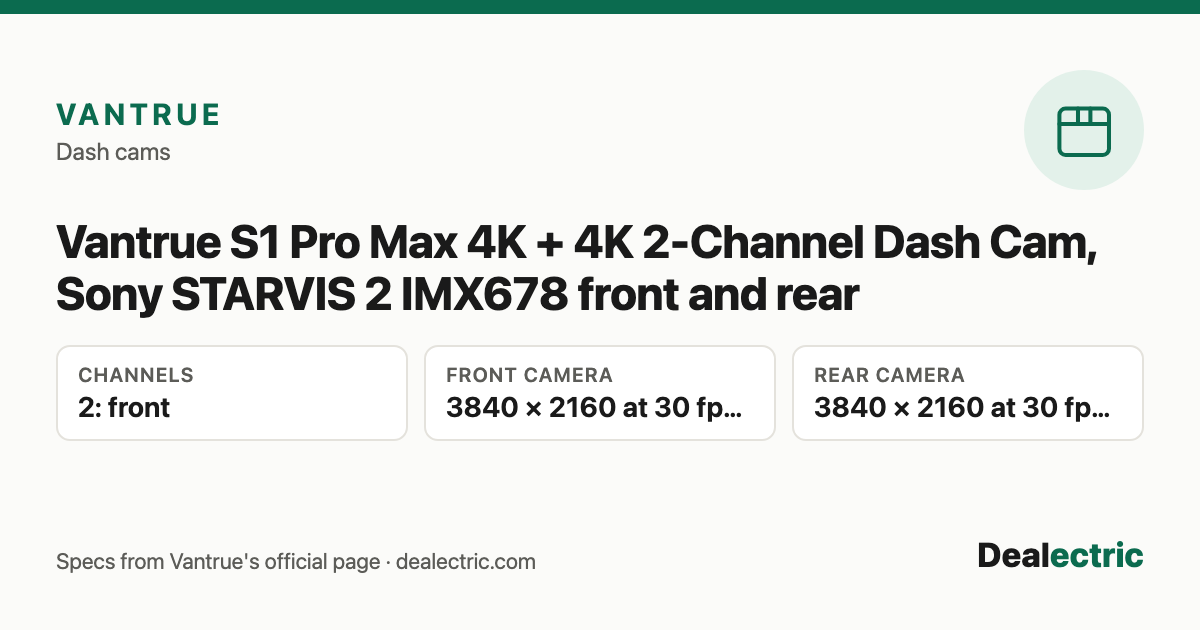 VANTRUE
Dash cams
Vantrue S1 Pro Max 4K + 4K 2-Channel Dash Cam,
Sony STARVIS 2 IMX678 front and rear
CHANNELS
2: front
FRONT CAMERA
3840 × 2160 at 30 fp...
REAR CAMERA
3840 × 2160 at 30 fp...
Specs from Vantrue's official page · dealectric.com
Dealectric